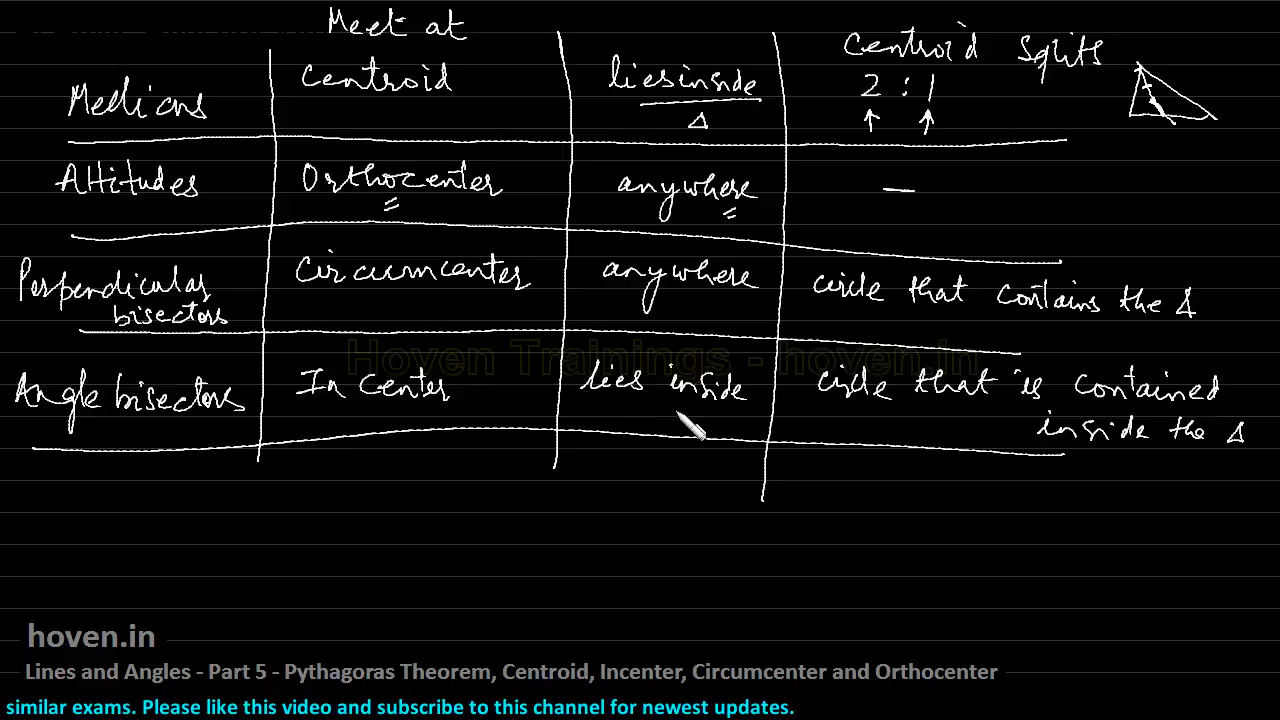 Meet at
Medians centroid lies inside Δ centroid splits 2 : 1
Altitudes Orthocenter anywhere —
Perpendicular bisectors Circumcenter anywhere circle that contains the Δ
Hoven Trainings - hoven.in
Angle bisectors In Center lies inside circle that is contained inside the Δ
hoven.in
Lines and Angles - Part 5 - Pythagoras Theorem, Centroid, Incenter, Circumcenter and Orthocenter
similar exams. Please like this video and subscribe to this channel for newest updates.